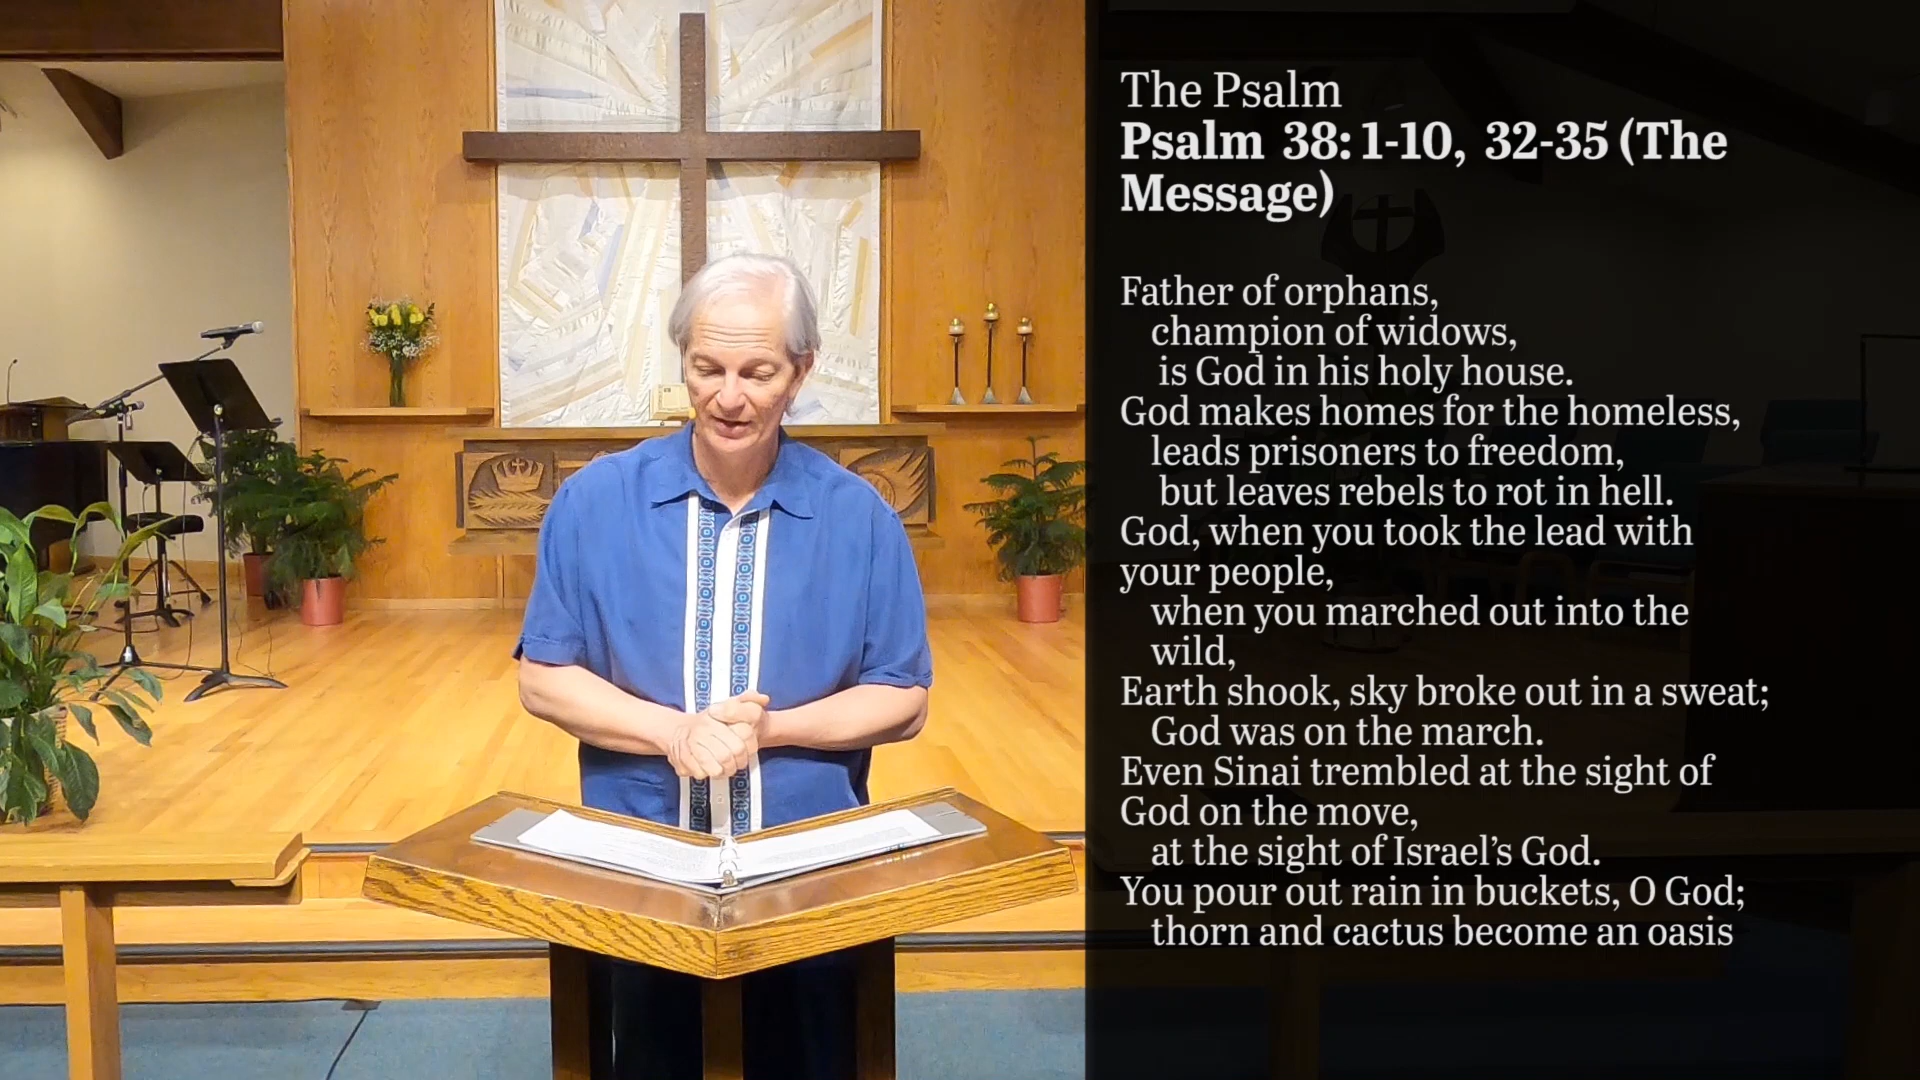 The Psalm
Psalm 38:1-10, 32-35 (The
Message)
Father of orphans,
champion of widows,
is God in his holy house.
God makes homes for the homeless,
leads prisoners to freedom,
but leaves rebels to rot in hell.
God, when you took the lead with
your people,
when you marched out into the
wild,
Earth shook, sky broke out in a sweat;
God was on the march.
Even Sinai trembled at the sight of
God on the move,
at the sight of Israel’s God.
You pour out rain in buckets, O God;
thorn and cactus become an oasis